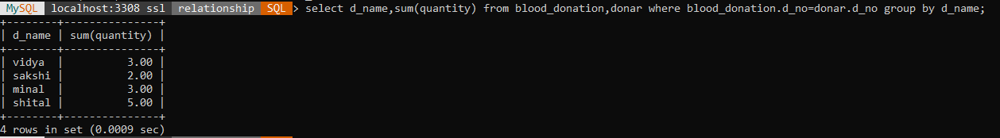 MySQL localhost:3308 ssl relationship SQL > select d_name,sum(quantity) from blood_donation,donar where blood_donation.d_no=donar.d_no group by d_name;
+--------+---------------+
| d_name | sum(quantity) |
+--------+---------------+
| vidya  |          3.00 |
| sakshi |          2.00 |
| minal  |          3.00 |
| shital |          5.00 |
+--------+---------------+
4 rows in set (0.0009 sec)